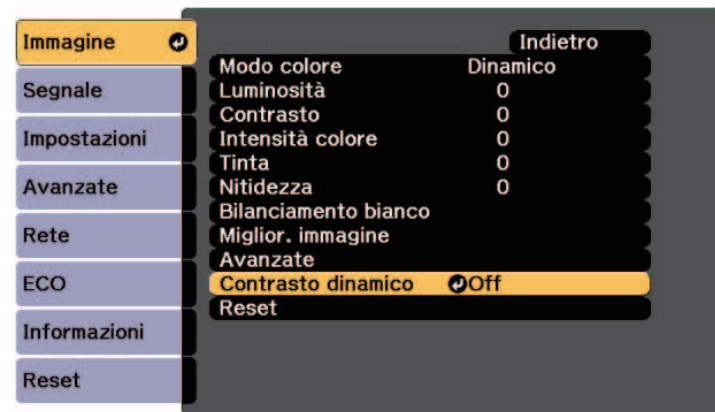 Immagine
Segnale
Impostazioni
Avanzate
Rete
ECO
Informazioni
Reset
Indietro
Modo colore Dinamico
Luminosità 0
Contrasto 0
Intensità colore 0
Tinta 0
Nitidezza 0
Bilanciamento bianco
Miglior. immagine
Avanzate
Contrasto dinamico Off
Reset